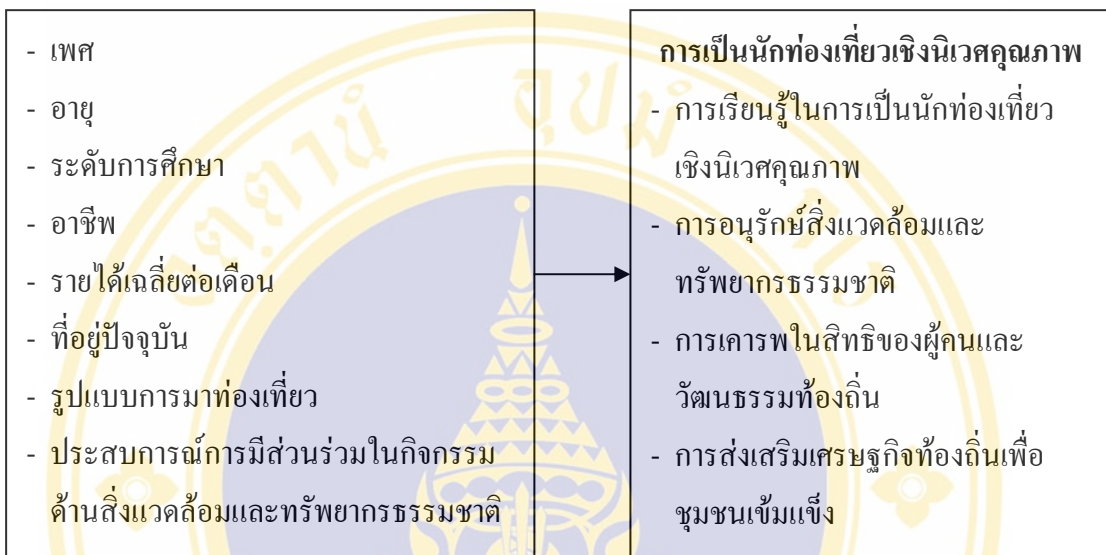 - เพศ
- อายุ
- ระดับการศึกษา
- อาชีพ
- รายได้เฉลี่ยต่อเดือน
- ที่อยู่ปัจจุบัน
- รูปแบบการมาท่องเที่ยว
- ประสบการณ์การมีส่วนร่วมในกิจกรรม
ด้านสิ่งแวดล้อมและทรัพยากรธรรมชาติ
การเป็นนักท่องเที่ยวเชิงนิเวศคุณภาพ
- การเรียนรู้ในการเป็นนักท่องเที่ยว
เชิงนิเวศคุณภาพ
- การอนุรักษ์สิ่งแวดล้อมและ
ทรัพยากรธรรมชาติ
- การเคารพในสิทธิของผู้คนและ
วัฒนธรรมท้องถิ่น
- การส่งเสริมเศรษฐกิจท้องถิ่นเพื่อ
ชุมชนเข้มแข็ง